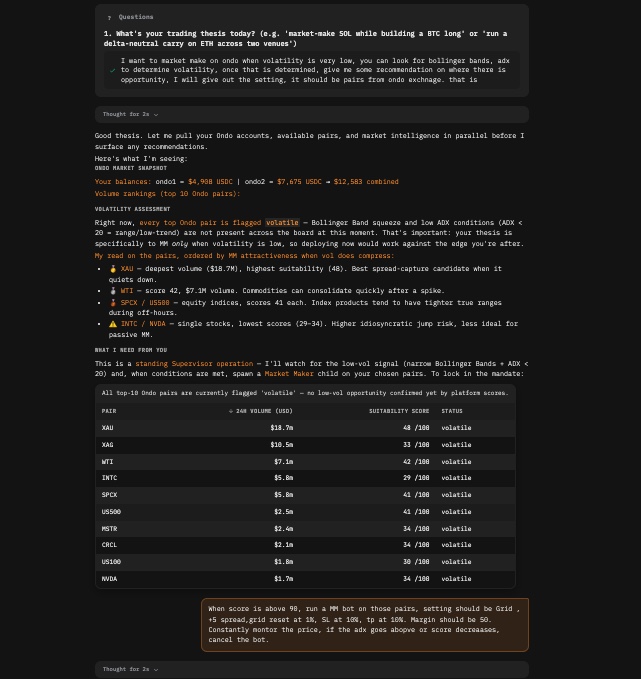 ? Questions
1. What's your trading thesis today? (e.g. 'market-make SOL while building a BTC long' or 'run a
delta-neutral carry on ETH across two venues')
I want to market make on ondo when volatility is very low, you can look for bollinger bands, adx
to determine volatility, once that is determined, give me some recommendation on where there is
opportunity, I will give out the setting, it should be pairs from ondo exchnage. that is
Thought for 2s
Good thesis. Let me pull your Ondo accounts, available pairs, and market intelligence in parallel before I
surface any recommendations.
Here's what I'm seeing:
ONDO MARKET SNAPSHOT
Your balances: ondo1 = $4,908 USDC | ondo2 = $7,675 USDC → $12,583 combined
Volume rankings (top 10 Ondo pairs):
VOLATILITY ASSESSMENT
Right now, every top Ondo pair is flagged volatile — Bollinger Band squeeze and low ADX conditions (ADX <
20 = range/low-trend) are not present across the board at this moment. That's important: your thesis is
specifically to MM only when volatility is low, so deploying now would work against the edge you're after.
My read on the pairs, ordered by MM attractiveness when vol does compress:
• 🥇 XAU — deepest volume ($18.7M), highest suitability (48). Best spread-capture candidate when it
quiets down.
• 🥈 WTI — score 42, $7.1M volume. Commodities can consolidate quickly after a spike.
• 🥉 SPCX / US500 — equity indices, scores 41 each. Index products tend to have tighter true ranges
during off-hours.
• ⚠️ INTC / NVDA — single stocks, lowest scores (29–34). Higher idiosyncratic jump risk, less ideal for
passive MM.
WHAT I NEED FROM YOU
This is a standing Supervisor operation — I'll watch for the low-vol signal (narrow Bollinger Bands + ADX <
20) and, when conditions are met, spawn a Market Maker child on your chosen pairs. To lock in the mandate:
All top-10 Ondo pairs are currently flagged 'volatile' — no low-vol opportunity confirmed yet by platform scores.
PAIR ↓ 24H VOLUME (USD) SUITABILITY SCORE STATUS
XAU $18.7m 48 /100 volatile
XAG $10.5m 33 /100 volatile
WTI $7.1m 42 /100 volatile
INTC $5.8m 29 /100 volatile
SPCX $5.8m 41 /100 volatile
US500 $2.5m 41 /100 volatile
MSTR $2.4m 34 /100 volatile
CRCL $2.1m 34 /100 volatile
US100 $1.8m 30 /100 volatile
NVDA $1.7m 34 /100 volatile
When score is above 90, run a MM bot on those pairs, setting should be Grid ,
+5 spread,grid reset at 1%, SL at 10%, tp at 10%. Margin should be 50.
Constantly montor the price, if the adx goes abopve or score decreaases,
cancel the bot.
Thought for 2s